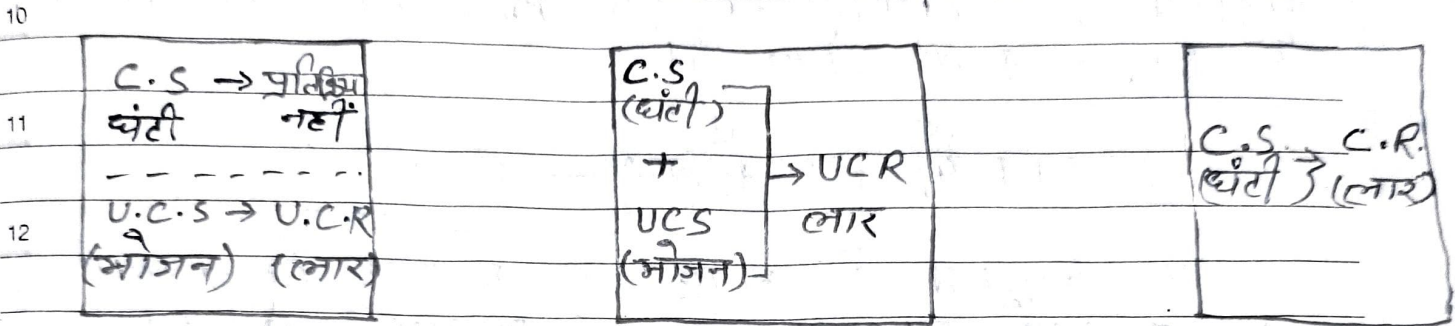 10
C.S → प्रतिक्रिया
11
घंटी नहीं
U.C.S → U.C.R
12
(भोजन) (लार)
C.S
(घंटी)
+
→ UCR
UCS लार
(भोजन)
C.S. → C.R.
(घंटी) (लार)